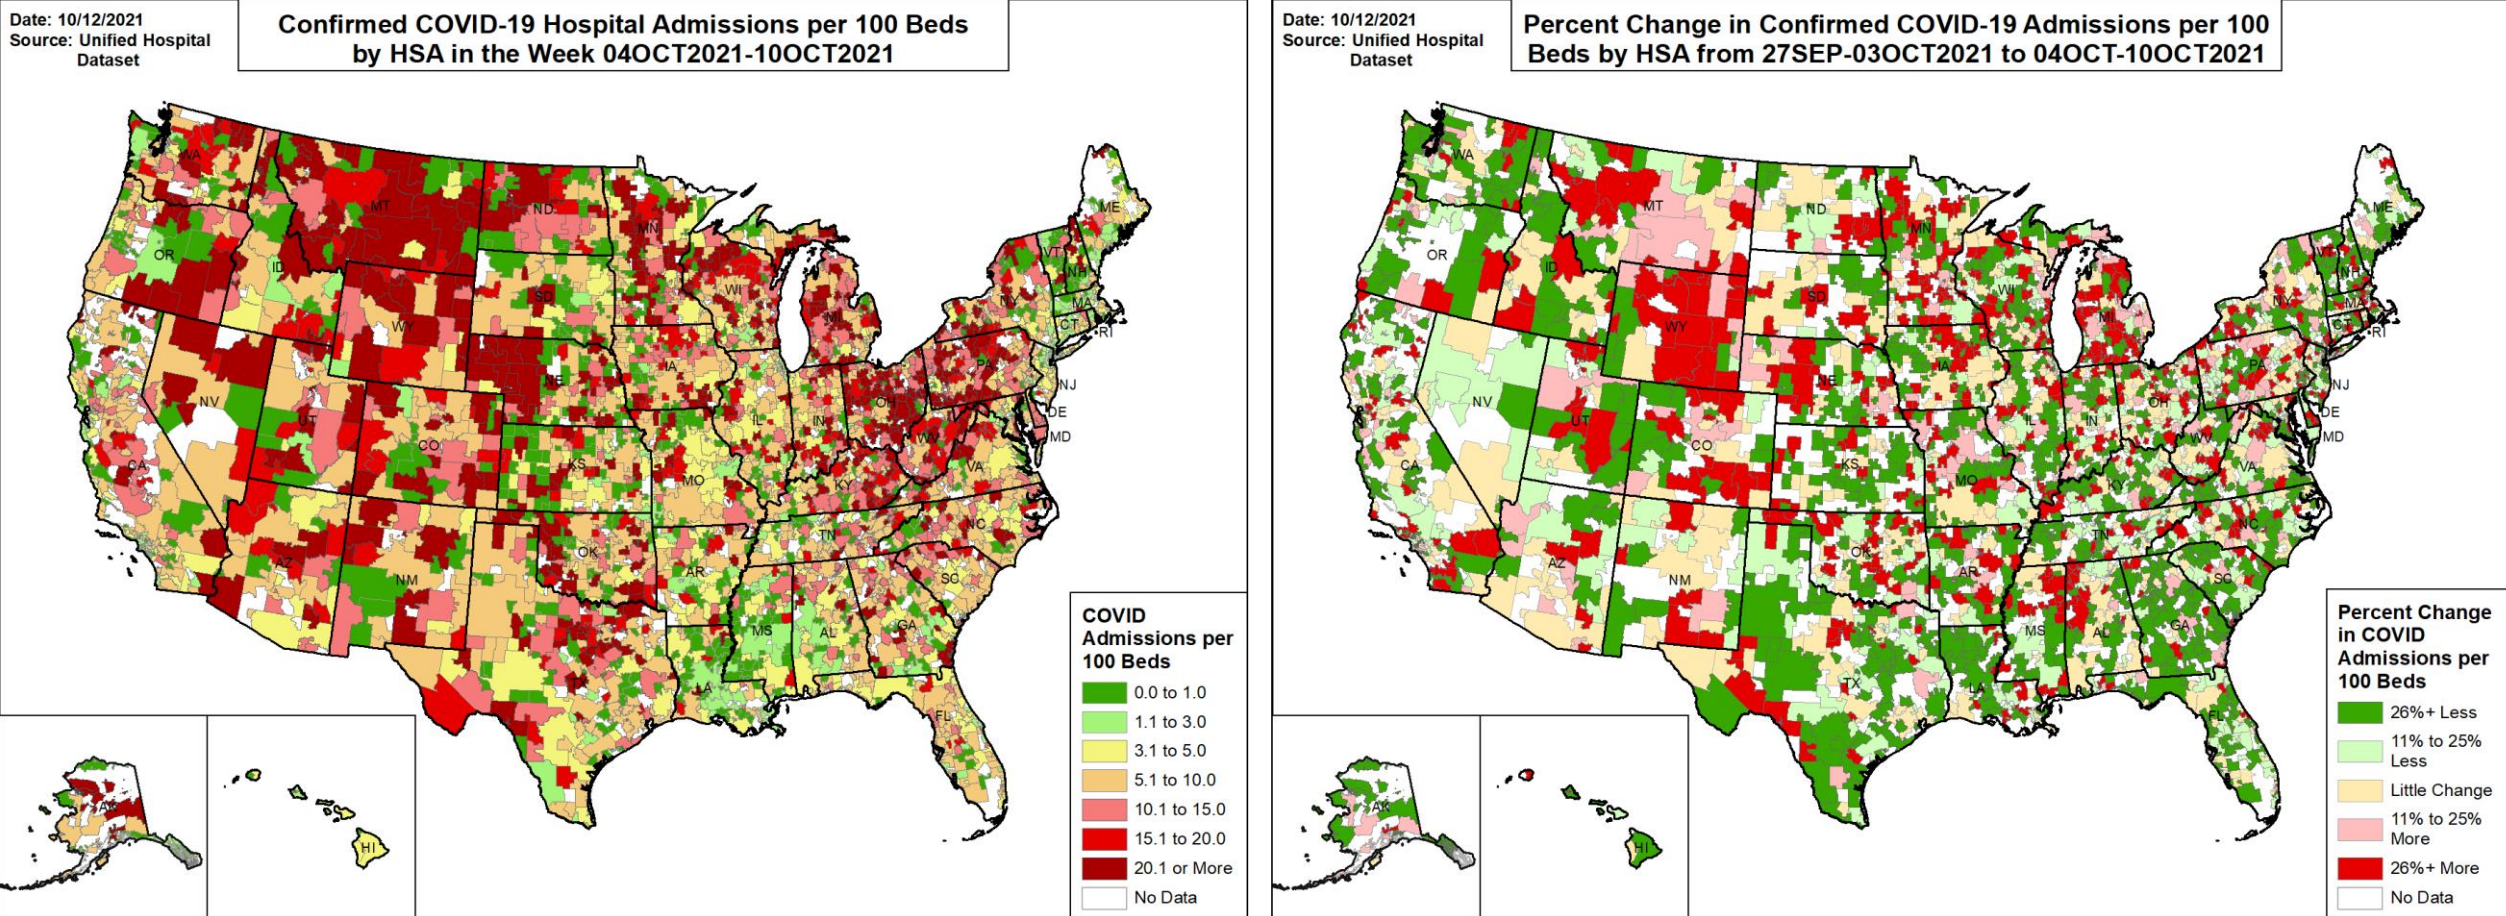 Date: 10/12/2021
Source: Unified Hospital
Dataset
Confirmed COVID-19 Hospital Admissions per 100 Beds
by HSA in the Week 04OCT2021-10OCT2021
WA
MT
ND
MN
ME
OR
ID
SD
WI
MI
VT
NH
NY
MA
CT
RI
WY
NE
IA
PA
NJ
NV
UT
CO
IL
IN
OH
WV
DE
MD
CA
KS
MO
KY
VA
AZ
NM
OK
AR
TN
NC
SC
MS
AL
GA
TX
LA
FL
AK
HI
COVID
Admissions per
100 Beds
0.0 to 1.0
1.1 to 3.0
3.1 to 5.0
5.1 to 10.0
10.1 to 15.0
15.1 to 20.0
20.1 or More
No Data
Date: 10/12/2021
Source: Unified Hospital
Dataset
Percent Change in Confirmed COVID-19 Admissions per 100
Beds by HSA from 27SEP-03OCT2021 to 04OCT-10OCT2021
WA
MT
ND
MN
ME
OR
ID
SD
WI
MI
VT
NH
NY
MA
CT
RI
WY
NE
IA
PA
NJ
NV
UT
CO
IL
IN
OH
WV
DE
MD
CA
KS
MO
KY
VA
AZ
NM
OK
AR
TN
NC
SC
MS
AL
GA
TX
LA
FL
AK
HI
Percent Change
in COVID
Admissions per
100 Beds
26%+ Less
11% to 25%
Less
Little Change
11% to 25%
More
26%+ More
No Data